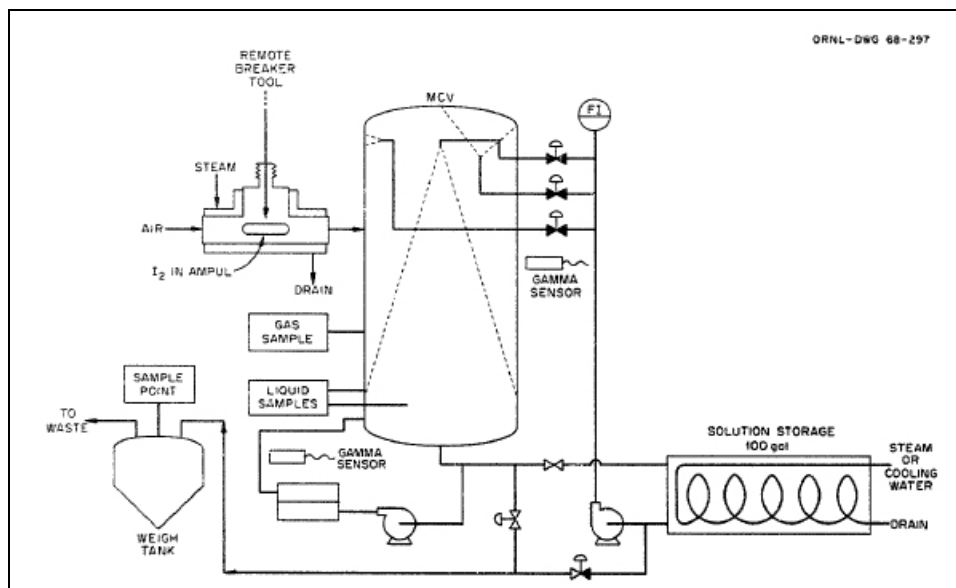 ORNL-DWG 68-297
REMOTE
BREAKER
TOOL
MCV
FI
STEAM
AIR
I2 IN AMPUL
DRAIN
GAMMA
SENSOR
GAS
SAMPLE
SAMPLE
POINT
LIQUID
SAMPLES
TO
WASTE
GAMMA
SENSOR
SOLUTION STORAGE
100 gal
STEAM
OR
COOLING
WATER
DRAIN
WEIGH
TANK